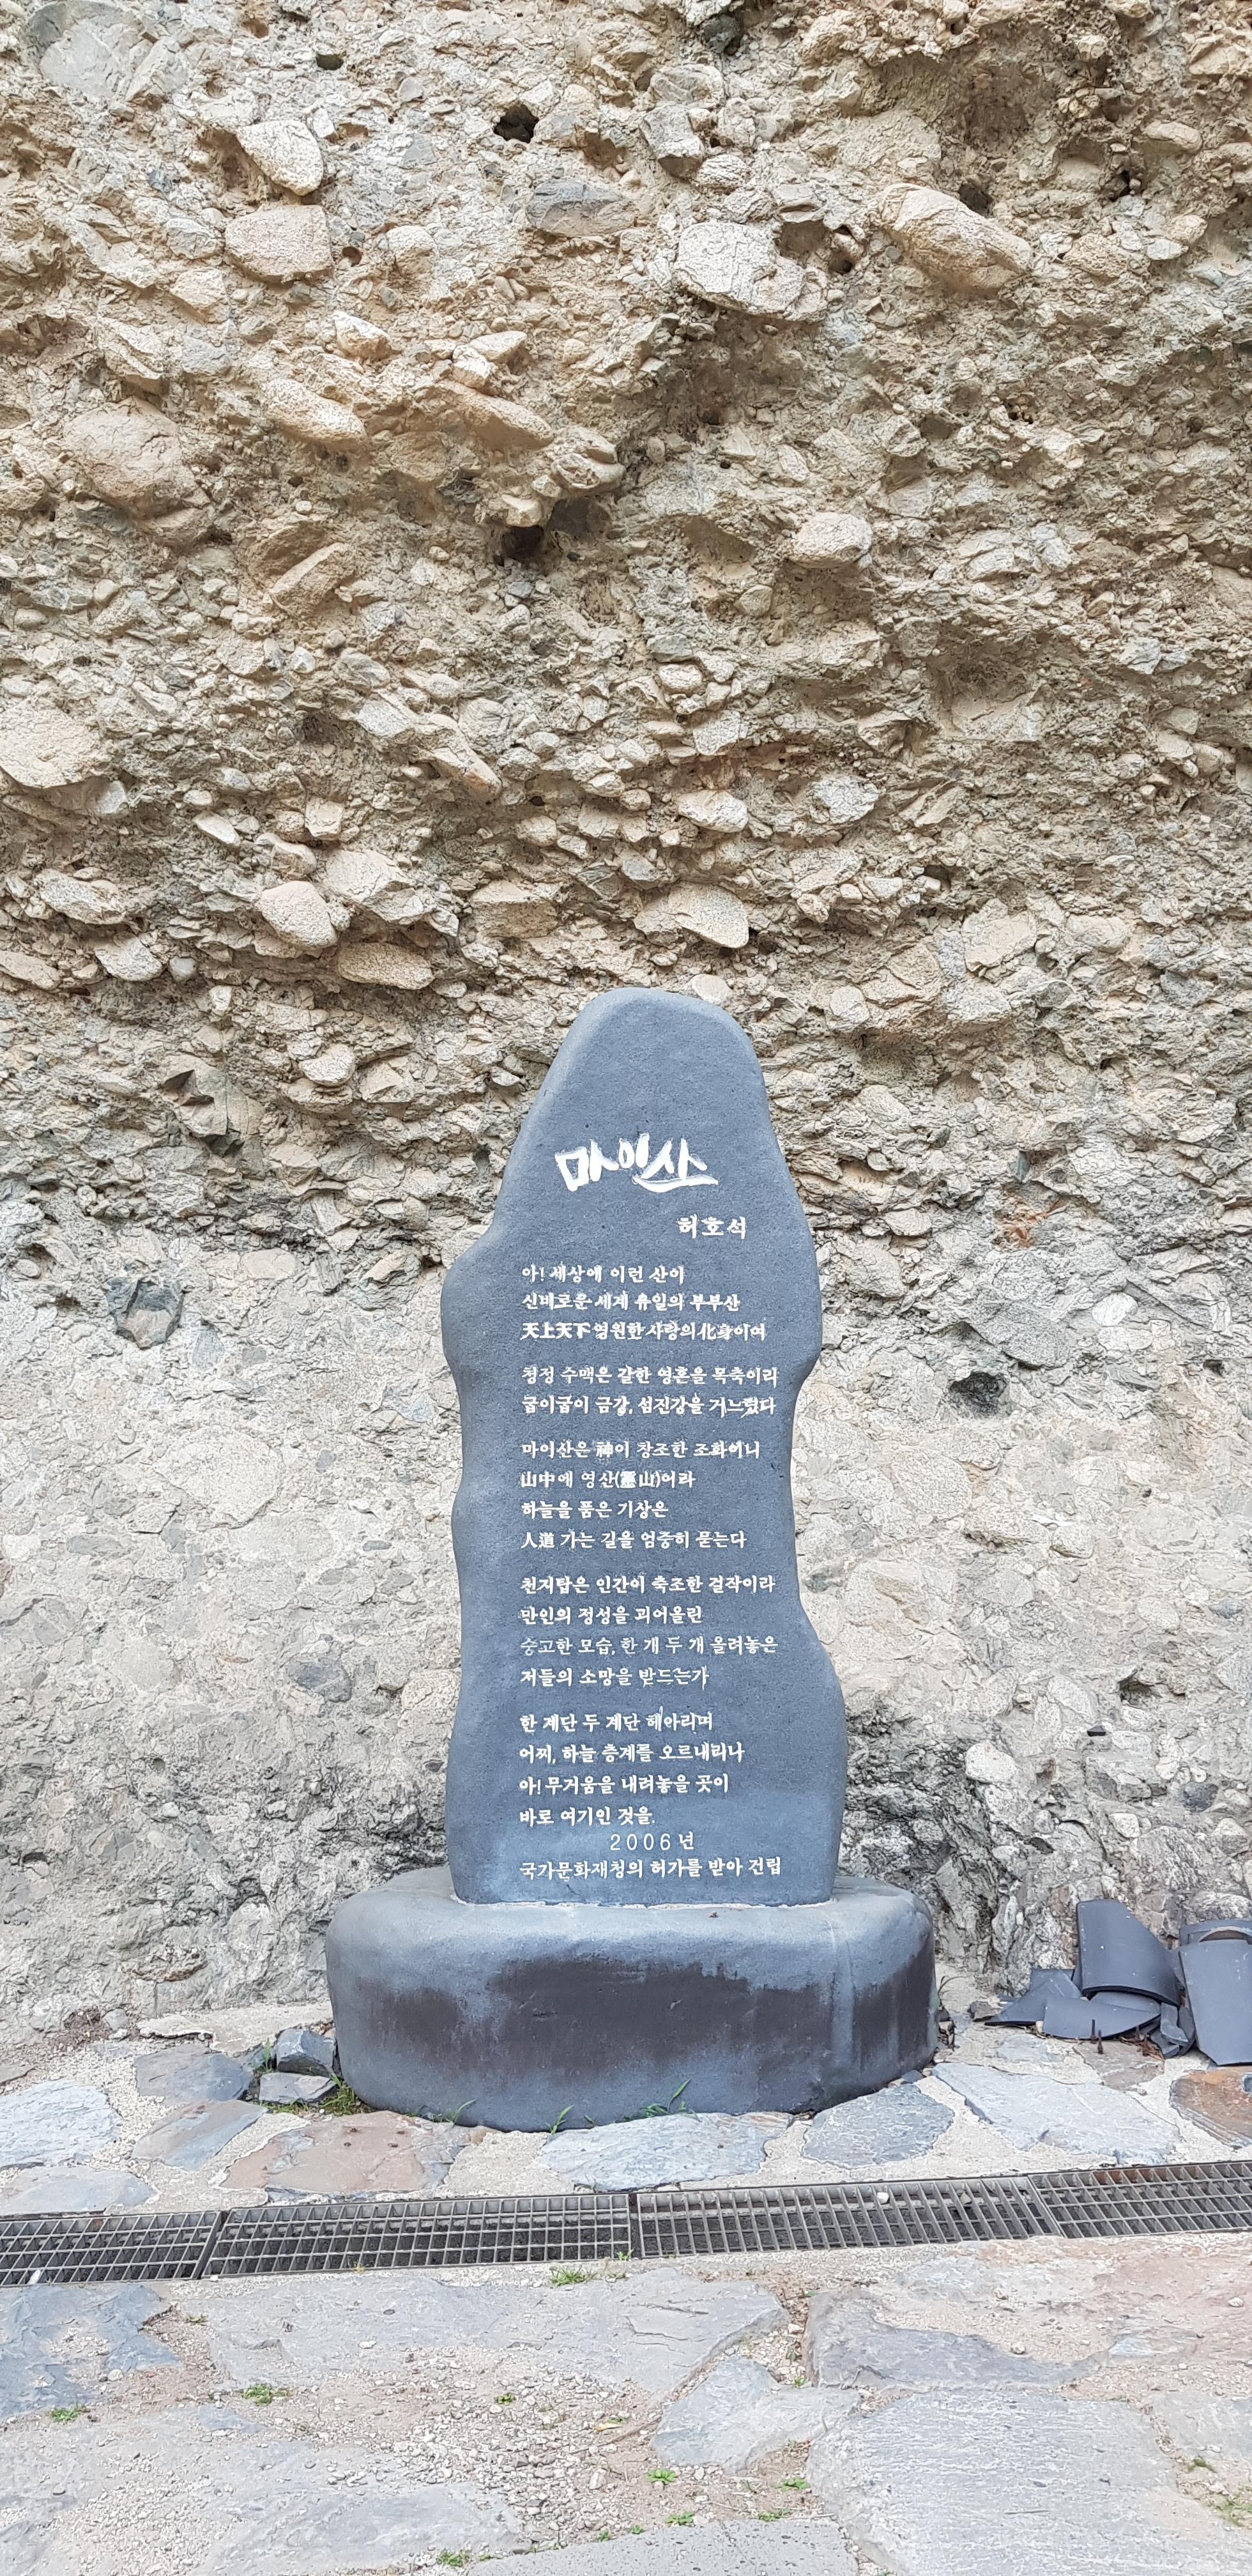 마이산
허호석
아! 세상에 이런 산이
신비로운 세계 유일의 부부산
天上天下 영원한 사랑의 化身이여
청정 수맥은 갈한 영혼을 목축이라
굽이굽이 금강, 섬진강을 거느렸다
마이산은 神이 창조한 조화이니
山中에 영산(靈山)이라
하늘을 품은 기상은
人道 가는 길을 엄중히 묻는다
천지탑은 인간이 축조한 걸작이라
만인의 정성을 괴어올린
숭고한 모습, 한 개 두 개 올려놓은
저들의 소망을 받드는가
한 계단 두 계단 헤아리며
어찌, 하늘 층계를 오르내리나
아! 무거움을 내려놓을 곳이
바로 여기인 것을.
2006년
국가문화재청의 허가를 받아 건립